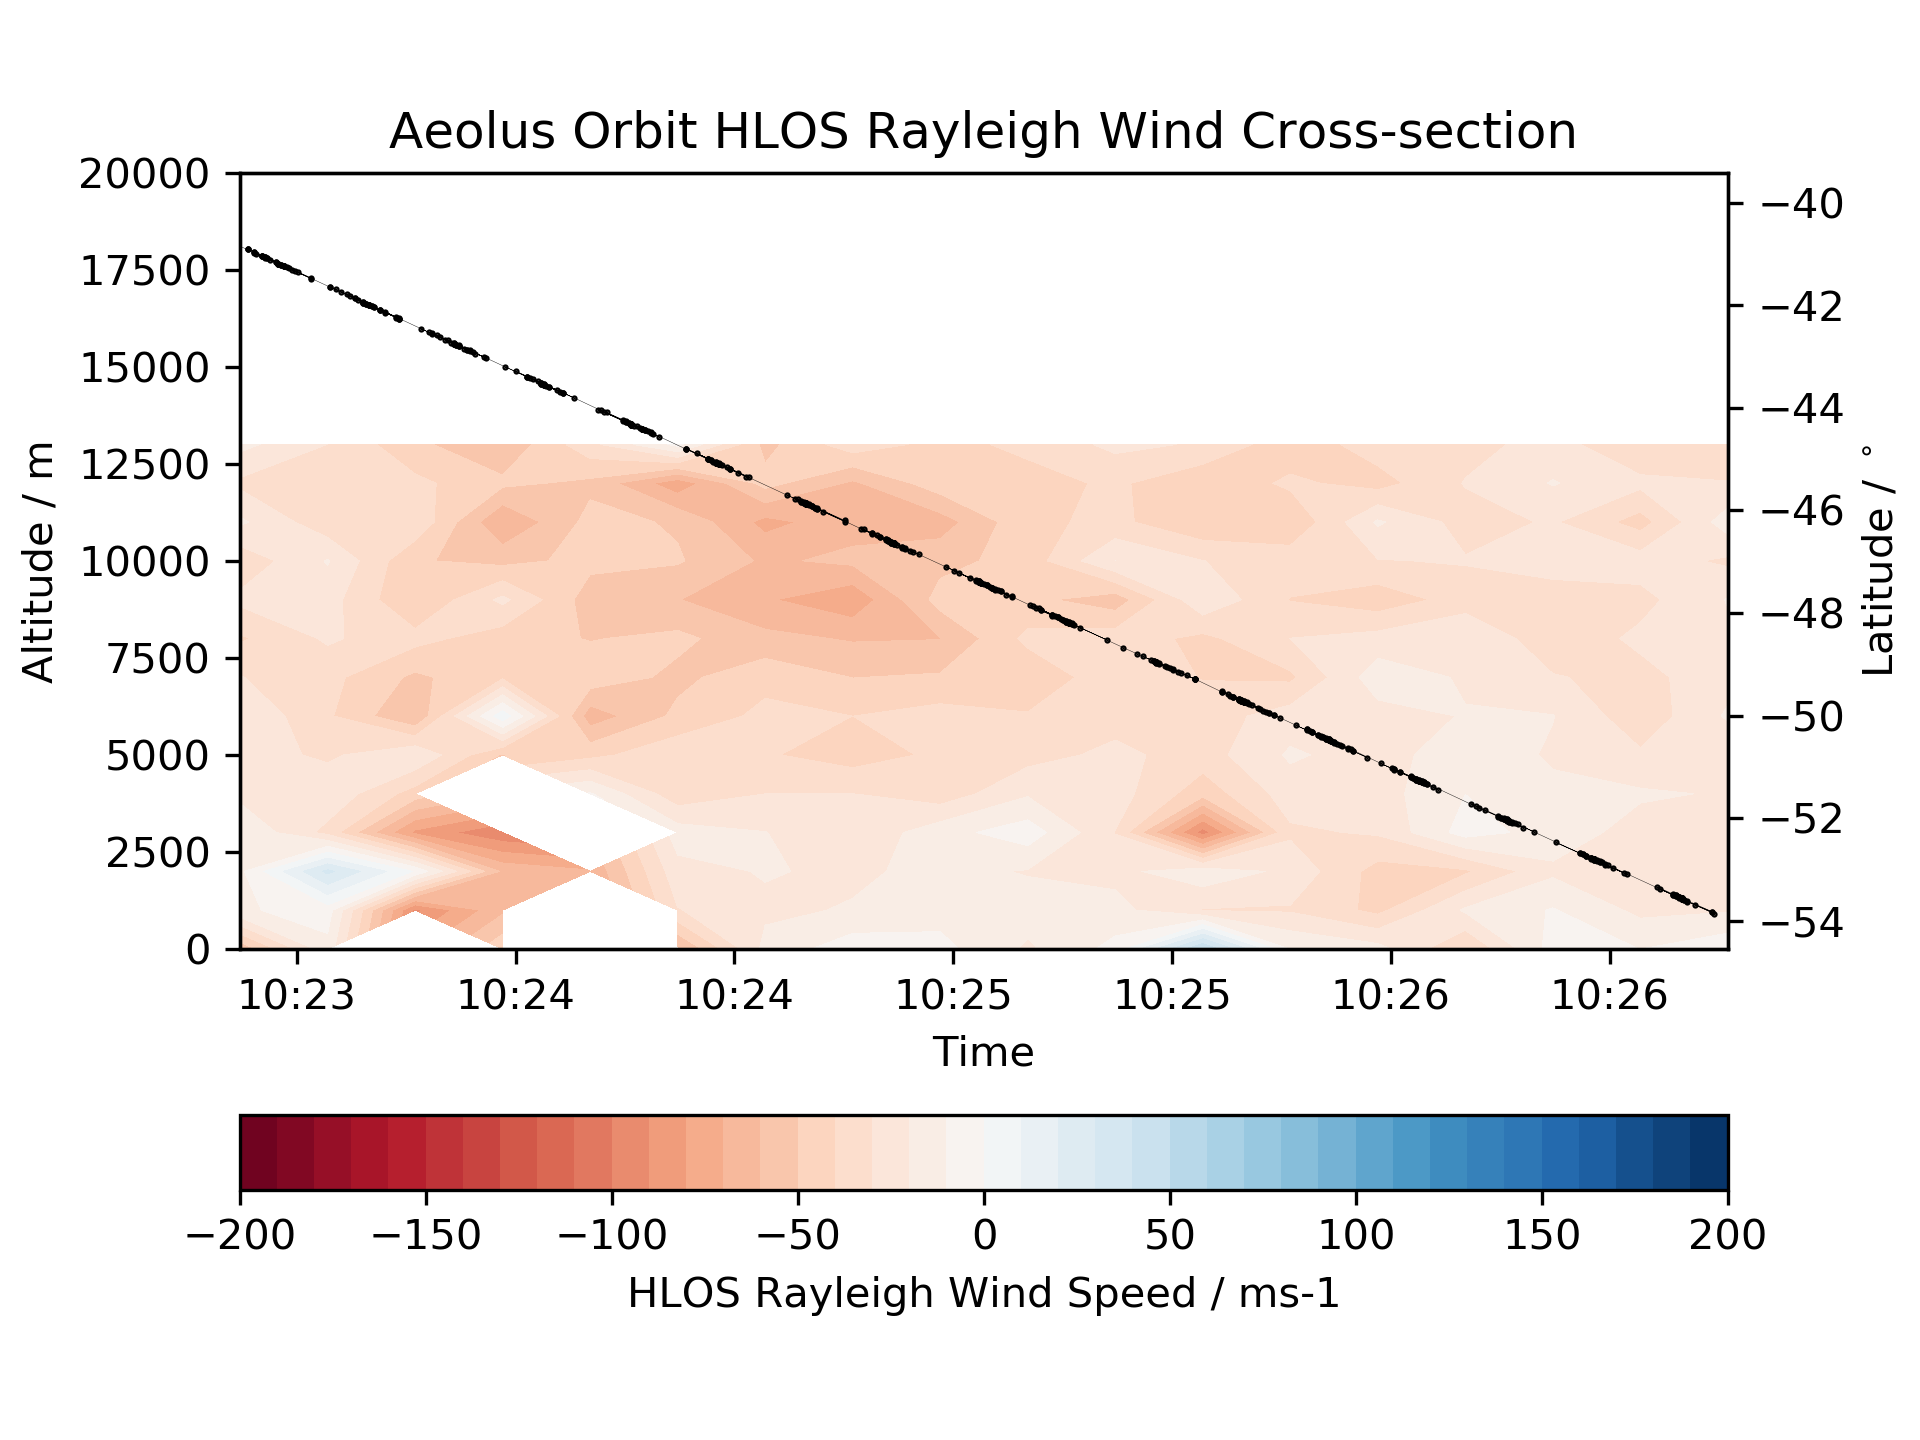 Aeolus Orbit HLOS Rayleigh Wind Cross-section
20000
17500
15000
12500
10000
7500
5000
2500
0
Altitude / m
−40
−42
−44
−46
−48
−50
−52
−54
Latitude / °
10:23 10:24 10:24 10:25 10:25 10:26 10:26
Time
−200 −150 −100 −50 0 50 100 150 200
HLOS Rayleigh Wind Speed / ms-1